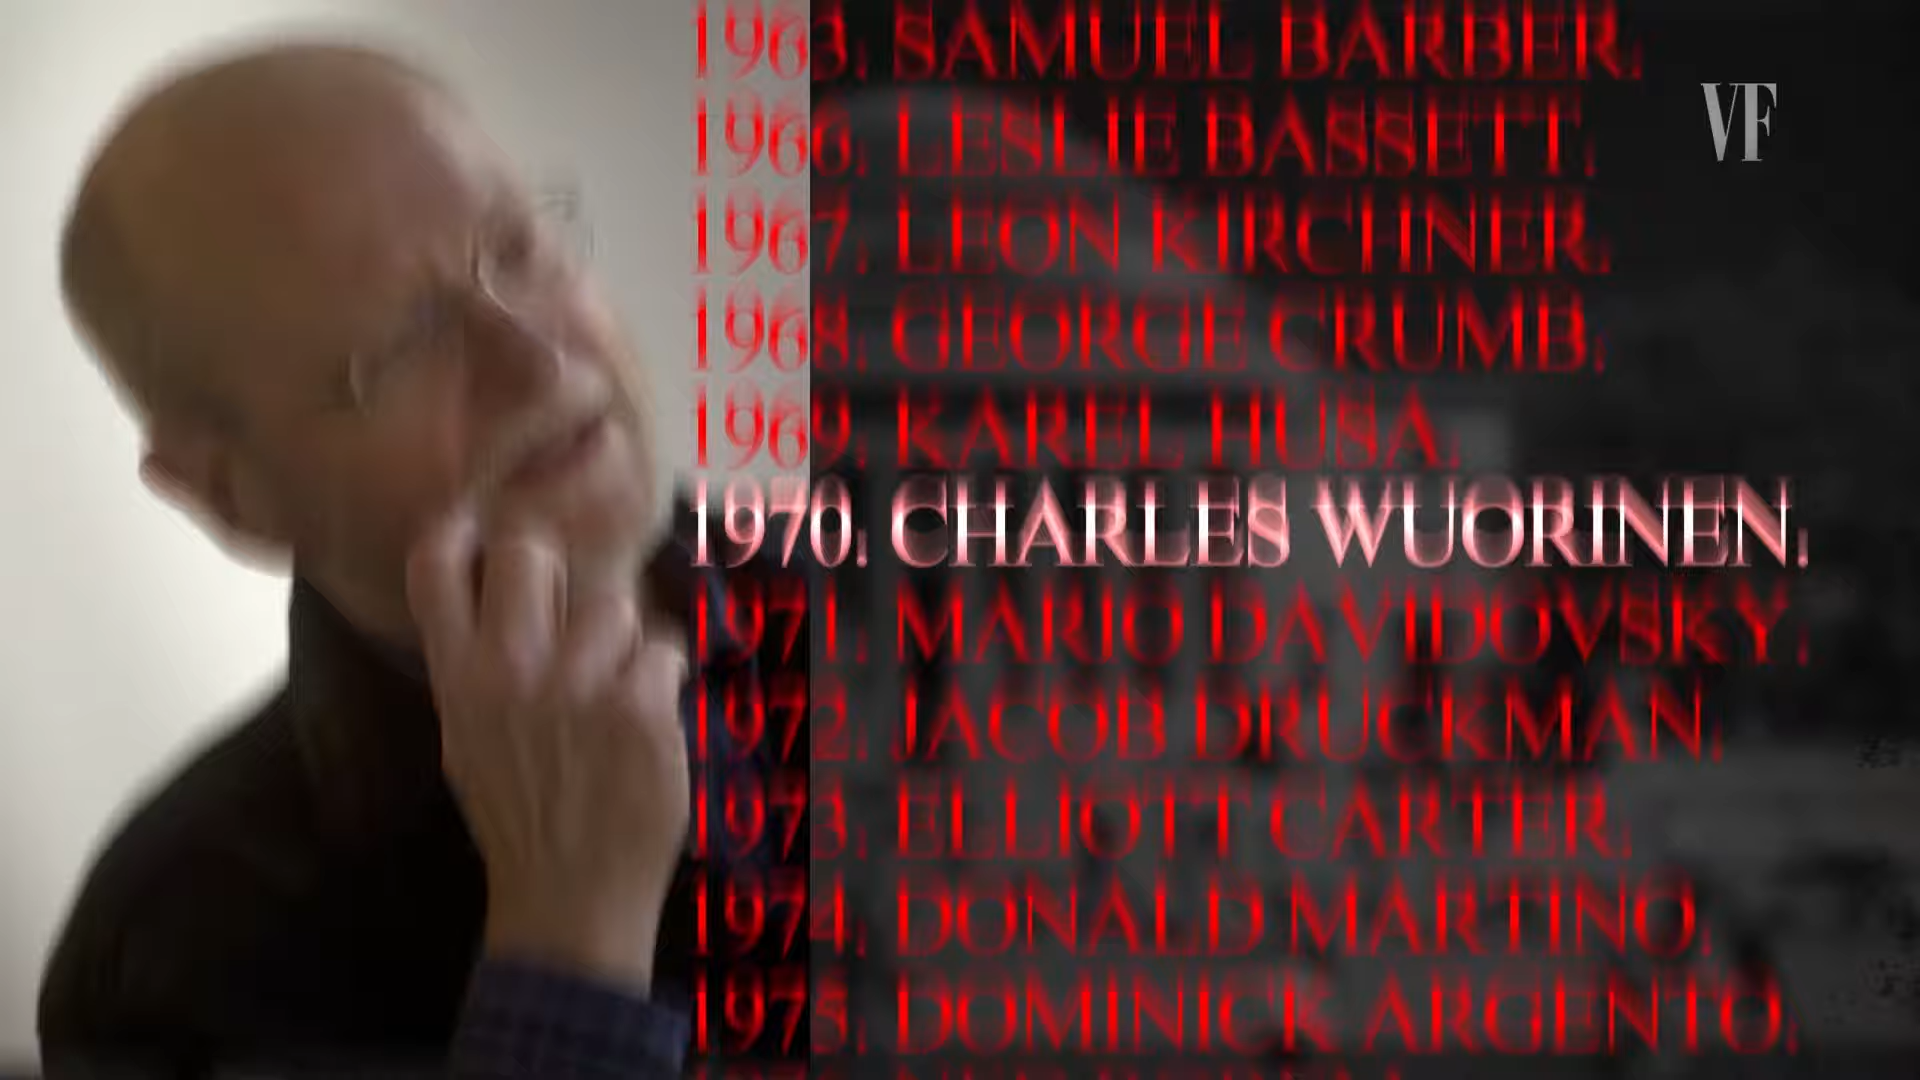 1963: SAMUEL BARBER.
VF
1966: LESLIE BASSETT.
1967: LEON KIRCHNER.
1968: GEORGE CRUMB.
1969: KAREL HUSA.
1970: CHARLES WUORINEN.
1971: MARIO DAVIDOVSKY.
1972: JACOB DRUCKMAN.
1973: ELLIOTT CARTER.
1974: DONALD MARTINO.
1975: DOMINICK ARGENTO.